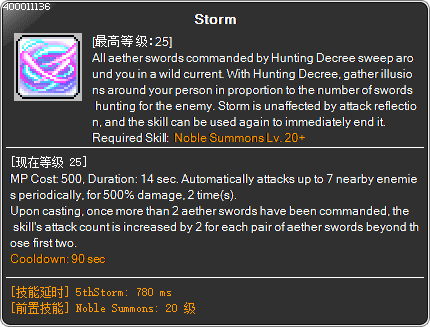 400011136
Storm
[最高等级:25]
All aether swords commanded by Hunting Decree sweep aro
und you in a wild current. With Hunting Decree, gather illusio
ns around your person in proportion to the number of swords
hunting for the enemy. Storm is unaffected by attack reflectio
n, and the skill can be used again to immediately end it.
Required Skill: Noble Summons Lv. 20+
[现在等级 25]
MP Cost: 500, Duration: 14 sec. Automatically attacks up to 7 nearby enemie
s periodically, for 500% damage, 2 time(s).
Upon casting, once more than 2 aether swords have been commanded, the
skill's attack count is increased by 2 for each pair of aether swords beyond th
ose first two.
Cooldown: 90 sec
[技能延时] 5thStorm: 780 ms
[前置技能] Noble Summons: 20 级